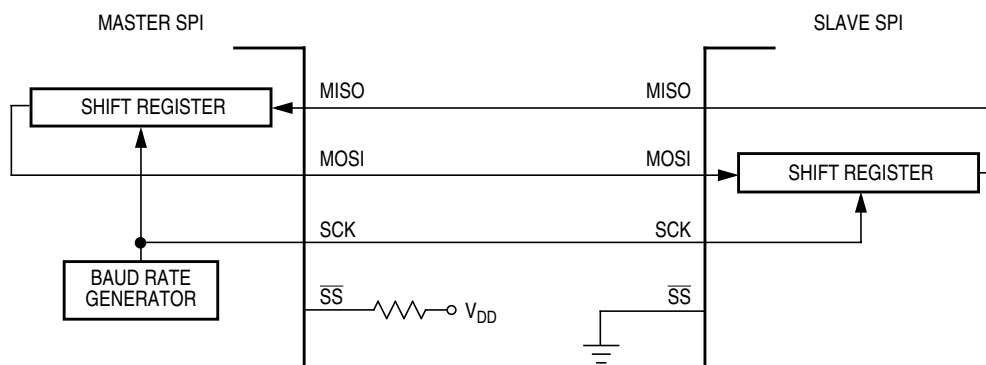 MASTER SPI
SLAVE SPI
SHIFT REGISTER
MISO
MISO
MOSI
MOSI
SHIFT REGISTER
SCK
SCK
BAUD RATE
GENERATOR
SS
VDD
SS